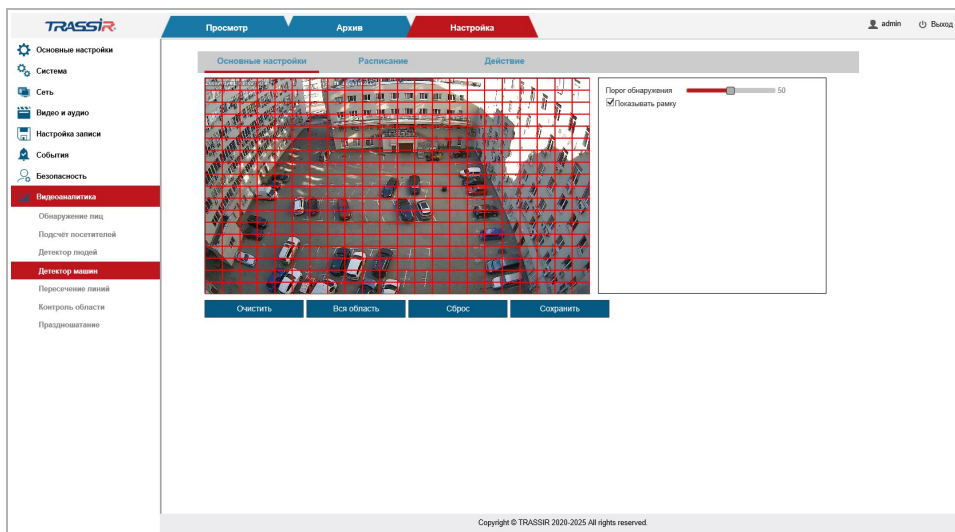 TRASSIR
Просмотр
Архив
Настройка
admin
Выход
Основные настройки
Система
Сеть
Видео и аудио
Настройка записи
События
Безопасность
Видеоаналитика
Обнаружение лиц
Подсчёт посетителей
Детектор людей
Детектор машин
Пересечение линий
Контроль области
Праздношатание
Основные настройки
Расписание
Действие
Порог обнаружения
50
Показывать рамку
Очистить
Вся область
Сброс
Сохранить
Copyright © TRASSIR 2020-2025 All rights reserved.